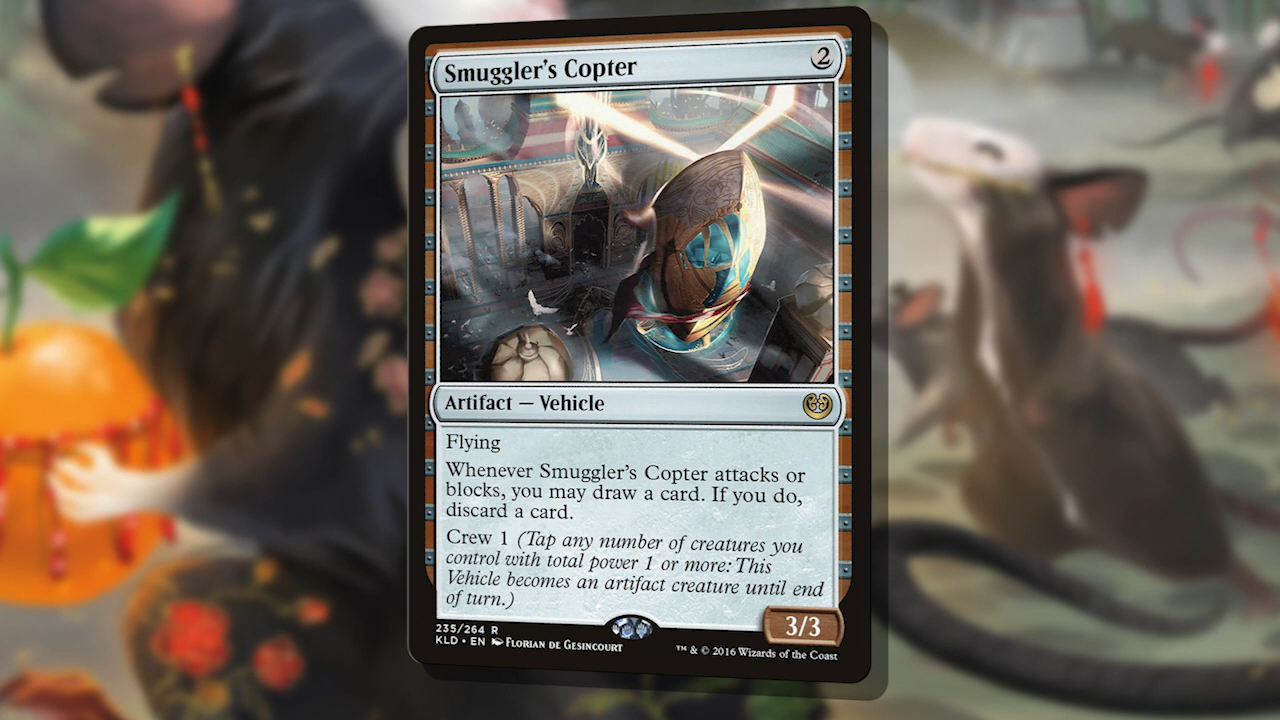 Smuggler's Copter 2
Artifact — Vehicle
Flying
Whenever Smuggler's Copter attacks or
blocks, you may draw a card. If you do,
discard a card.
Crew 1 (Tap any number of creatures you
control with total power 1 or more: This
Vehicle becomes an artifact creature until end
of turn.)
3/3
235/264 R
KLD • EN Florian de Gesincourt
™ & © 2016 Wizards of the Coast